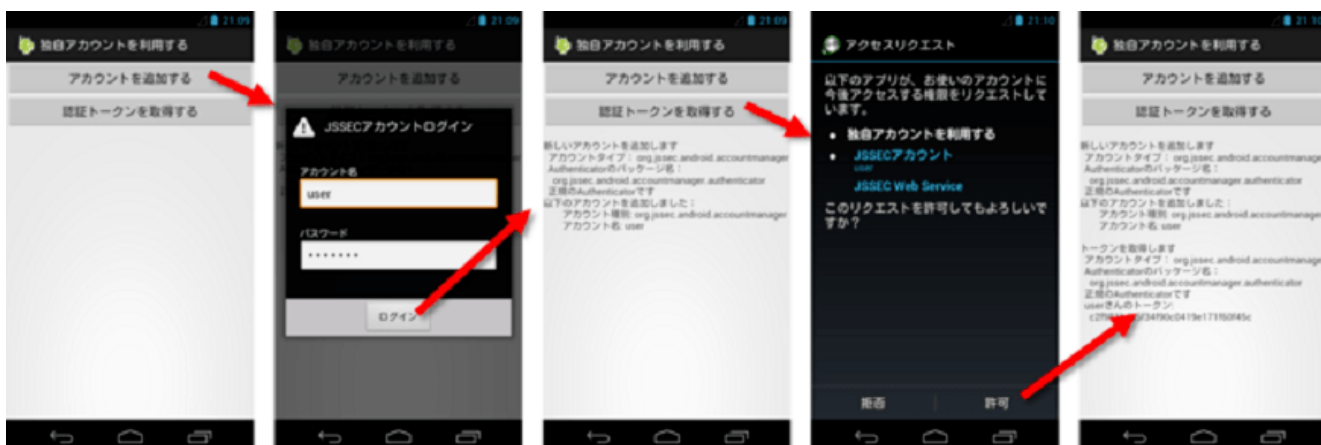 21:09
独自アカウントを利用する
アカウントを追加する
認証トークンを取得する
21:09
独自アカウントを利用する
アカウントを追加する
JSSECアカウントログイン
アカウント名
user
パスワード
•••••••
ログイン
21:09
独自アカウントを利用する
アカウントを追加する
認証トークンを取得する
新しいアカウントを追加します
アカウントタイプ：org.jssec.android.accountmanager
Authenticatorのパッケージ名：
org.jssec.android.accountmanager.authenticator
正規のAuthenticatorです
以下のアカウントを追加しました：
アカウント種別: org.jssec.android.accountmanager
アカウント名: user
21:10
アクセスリクエスト
以下のアプリが、お使いのアカウントに
今後アクセスする権限をリクエストして
います。
• 独自アカウントを利用する
• JSSECアカウント
user
JSSEC Web Service
このリクエストを許可してもよろしいで
すか？
拒否
許可
21:10
独自アカウントを利用する
アカウントを追加する
認証トークンを取得する
新しいアカウントを追加します
アカウントタイプ：org.jssec.android.accountmanager
Authenticatorのパッケージ名：
org.jssec.android.accountmanager.authenticator
正規のAuthenticatorです
以下のアカウントを追加しました：
アカウント種別: org.jssec.android.accountmanager
アカウント名: user
トークンを取得します
アカウントタイプ：org.jssec.android.accountmanager
Authenticatorのパッケージ名：
org.jssec.android.accountmanager.authenticator
正規のAuthenticatorです
userさんのトークン: